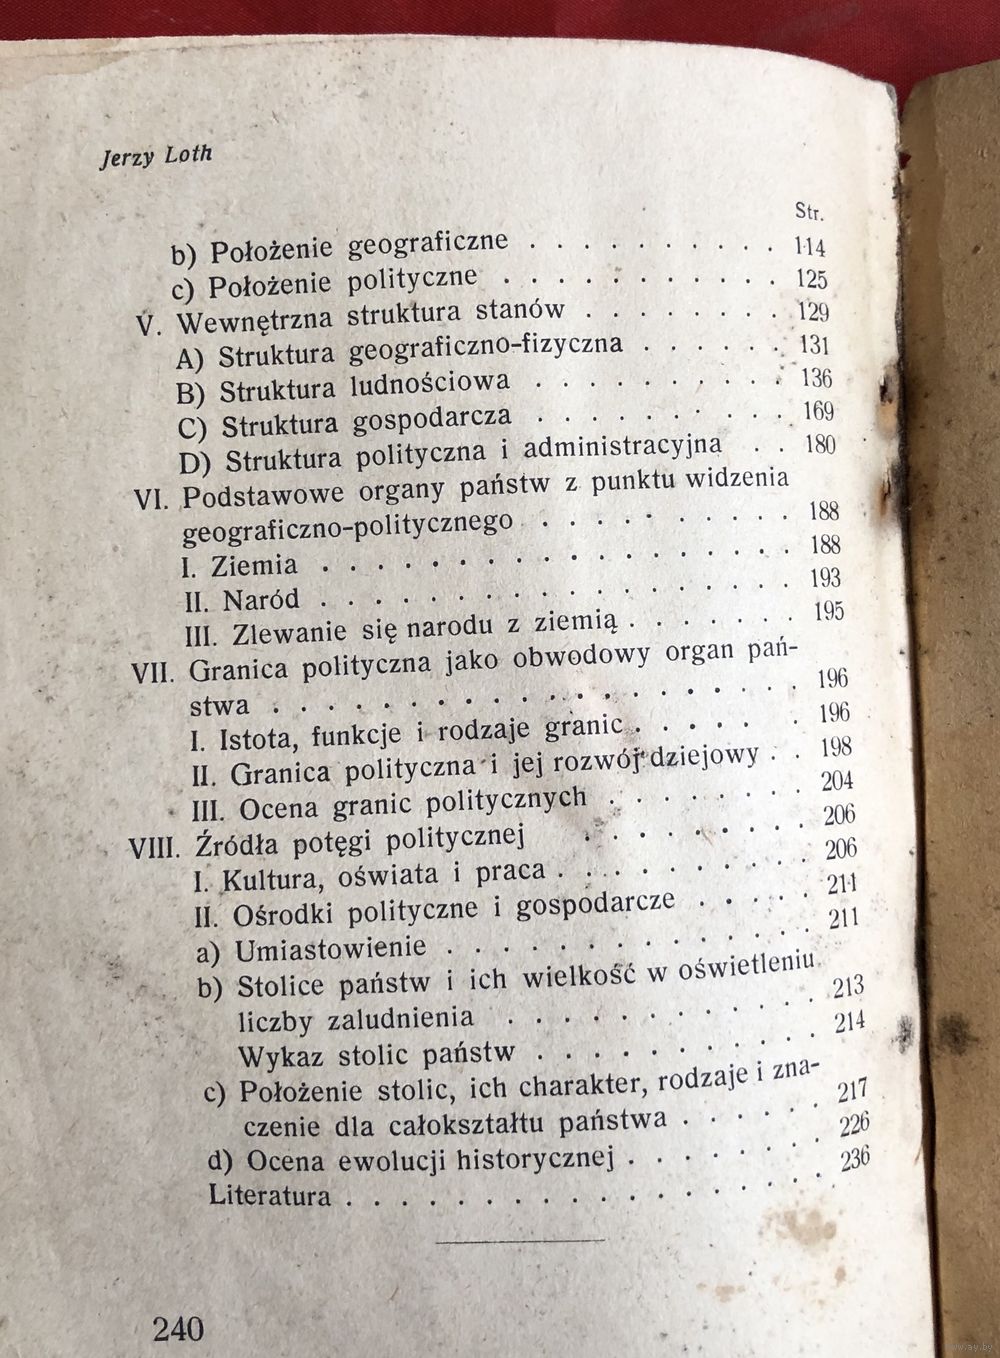 Jerzy Loth
Str.
b) Położenie geograficzne . . . . . . . . . . 114
c) Położenie polityczne . . . . . . . . . . . 125
V. Wewnętrzna struktura stanów . . . . . . . . 129
A) Struktura geograficzno-fizyczna . . . . . . 131
B) Struktura ludnościowa . . . . . . . . . . 136
C) Struktura gospodarcza . . . . . . . . . . 169
D) Struktura polityczna i administracyjna . . 180
VI. Podstawowe organy państw z punktu widzenia
geograficzno-politycznego . . . . . . . . . . 188
I. Ziemia . . . . . . . . . . . . . . . . . 188
II. Naród . . . . . . . . . . . . . . . . . 193
III. Zlewanie się narodu z ziemią . . . . . . . 195
VII. Granica polityczna jako obwodowy organ pań-
stwa . . . . . . . . . . . . . . . . . . . 196
I. Istota, funkcje i rodzaje granic . . . . . . 196
II. Granica polityczna i jej rozwój dziejowy . . 198
III. Ocena granic politycznych . . . . . . . . 204
VIII. Źródła potęgi politycznej . . . . . . . . . 206
I. Kultura, oświata i praca . . . . . . . . . . 206
II. Ośrodki polityczne i gospodarcze . . . . . 211
a) Umiastowienie . . . . . . . . . . . . . . 211
b) Stolice państw i ich wielkość w oświetleniu
liczby zaludnienia . . . . . . . . . . . 213
Wykaz stolic państw . . . . . . . . . . . 214
c) Położenie stolic, ich charakter, rodzaje i zna-
czenie dla całokształtu państwa . . . . . . 217
d) Ocena ewolucji historycznej . . . . . . . . 226
Literatura . . . . . . . . . . . . . . . . . . 236
240
www.ay.by